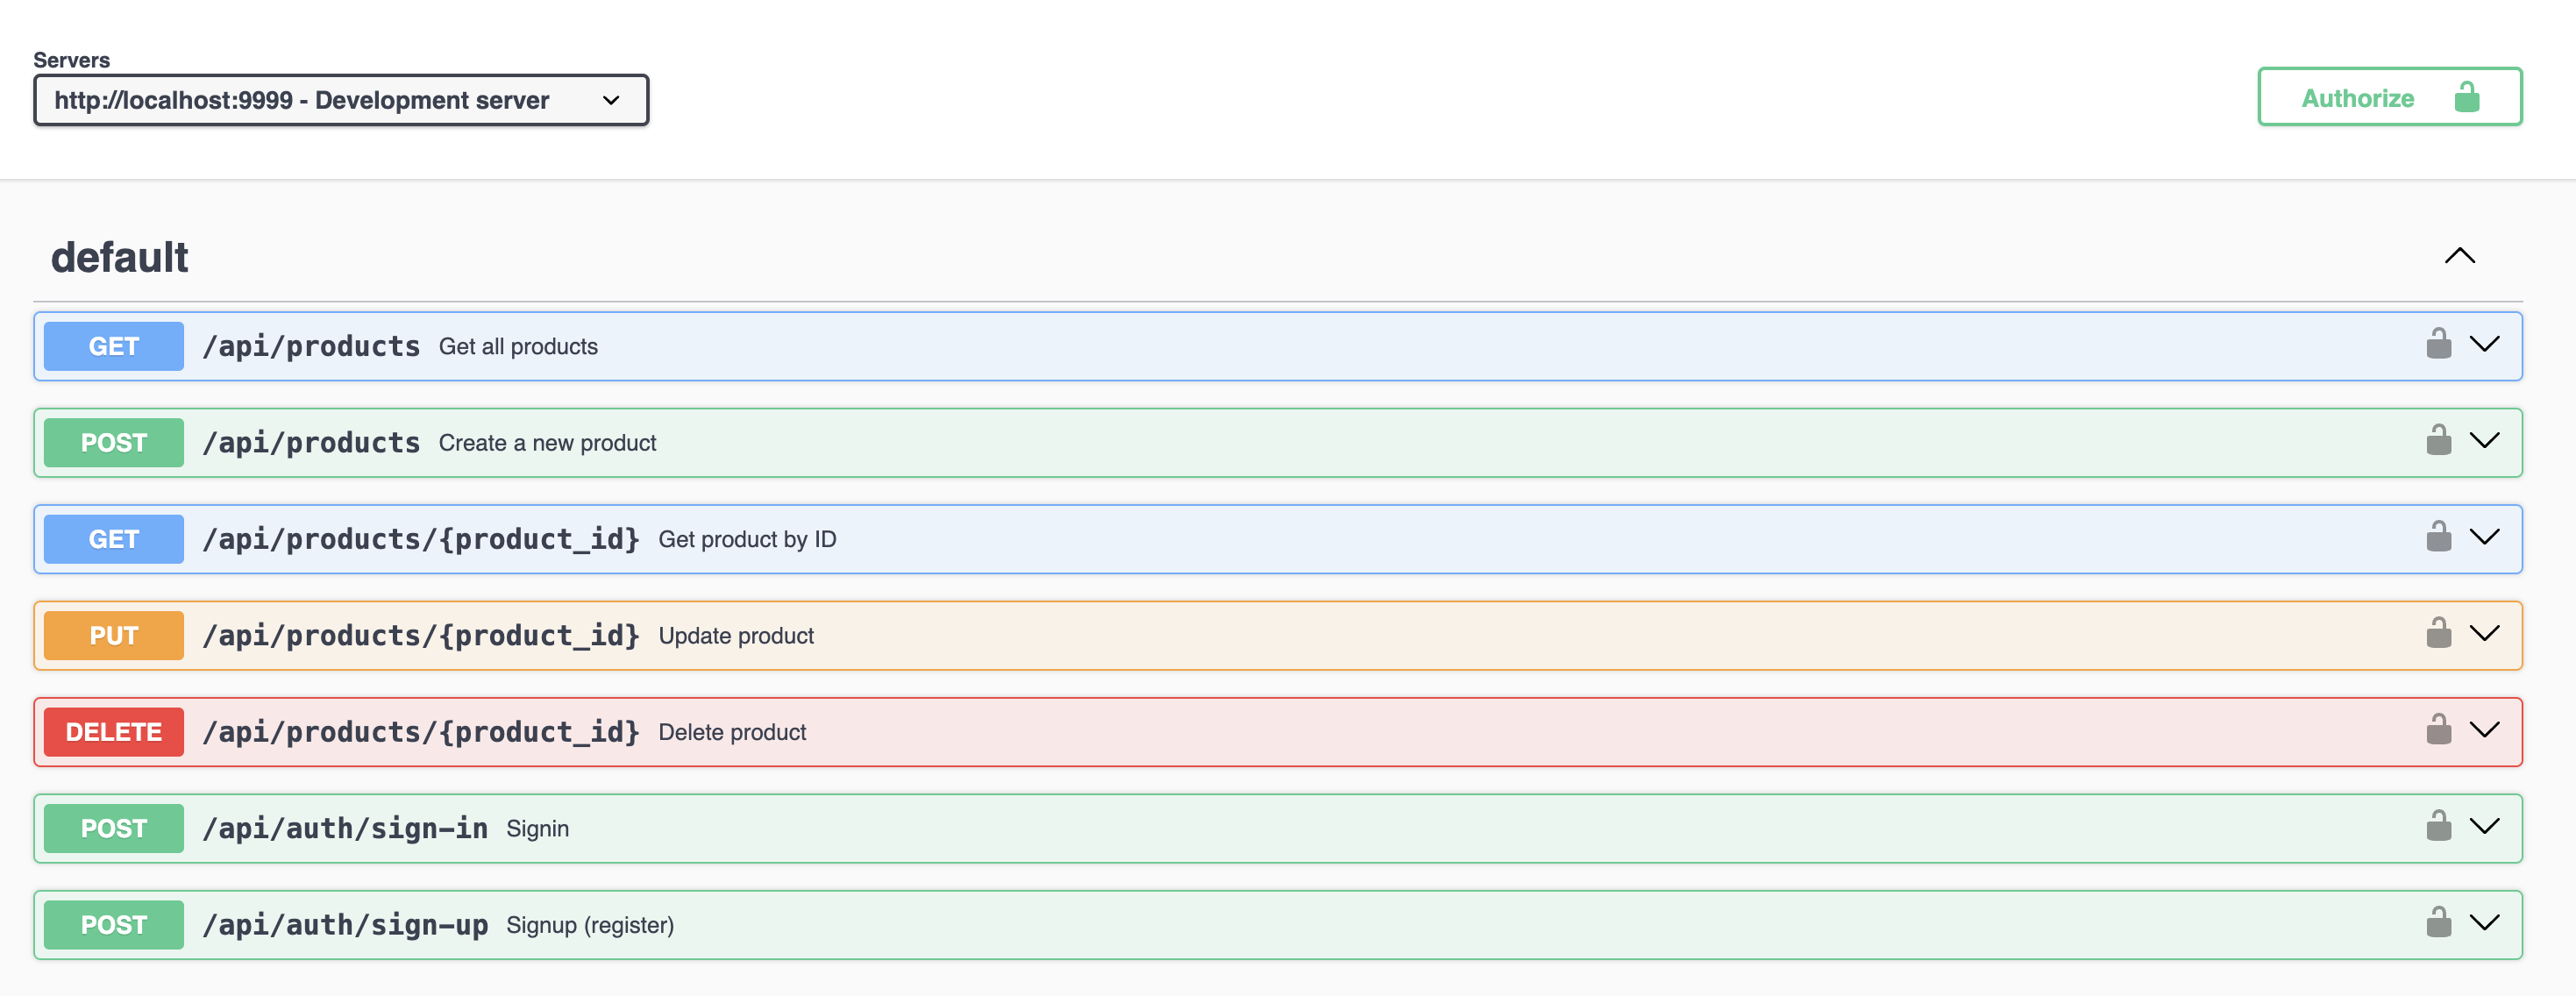 Servers
http://localhost:9999 - Development server
Authorize
default
GET /api/products Get all products
POST /api/products Create a new product
GET /api/products/{product_id} Get product by ID
PUT /api/products/{product_id} Update product
DELETE /api/products/{product_id} Delete product
POST /api/auth/sign-in Signin
POST /api/auth/sign-up Signup (register)